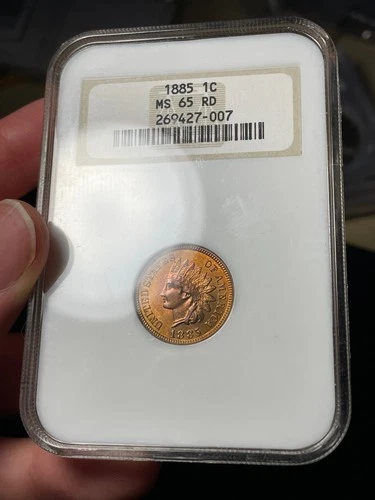 1885 1C
MS 65 RD
269427-007
UNITED STATES OF AMERICA
1885